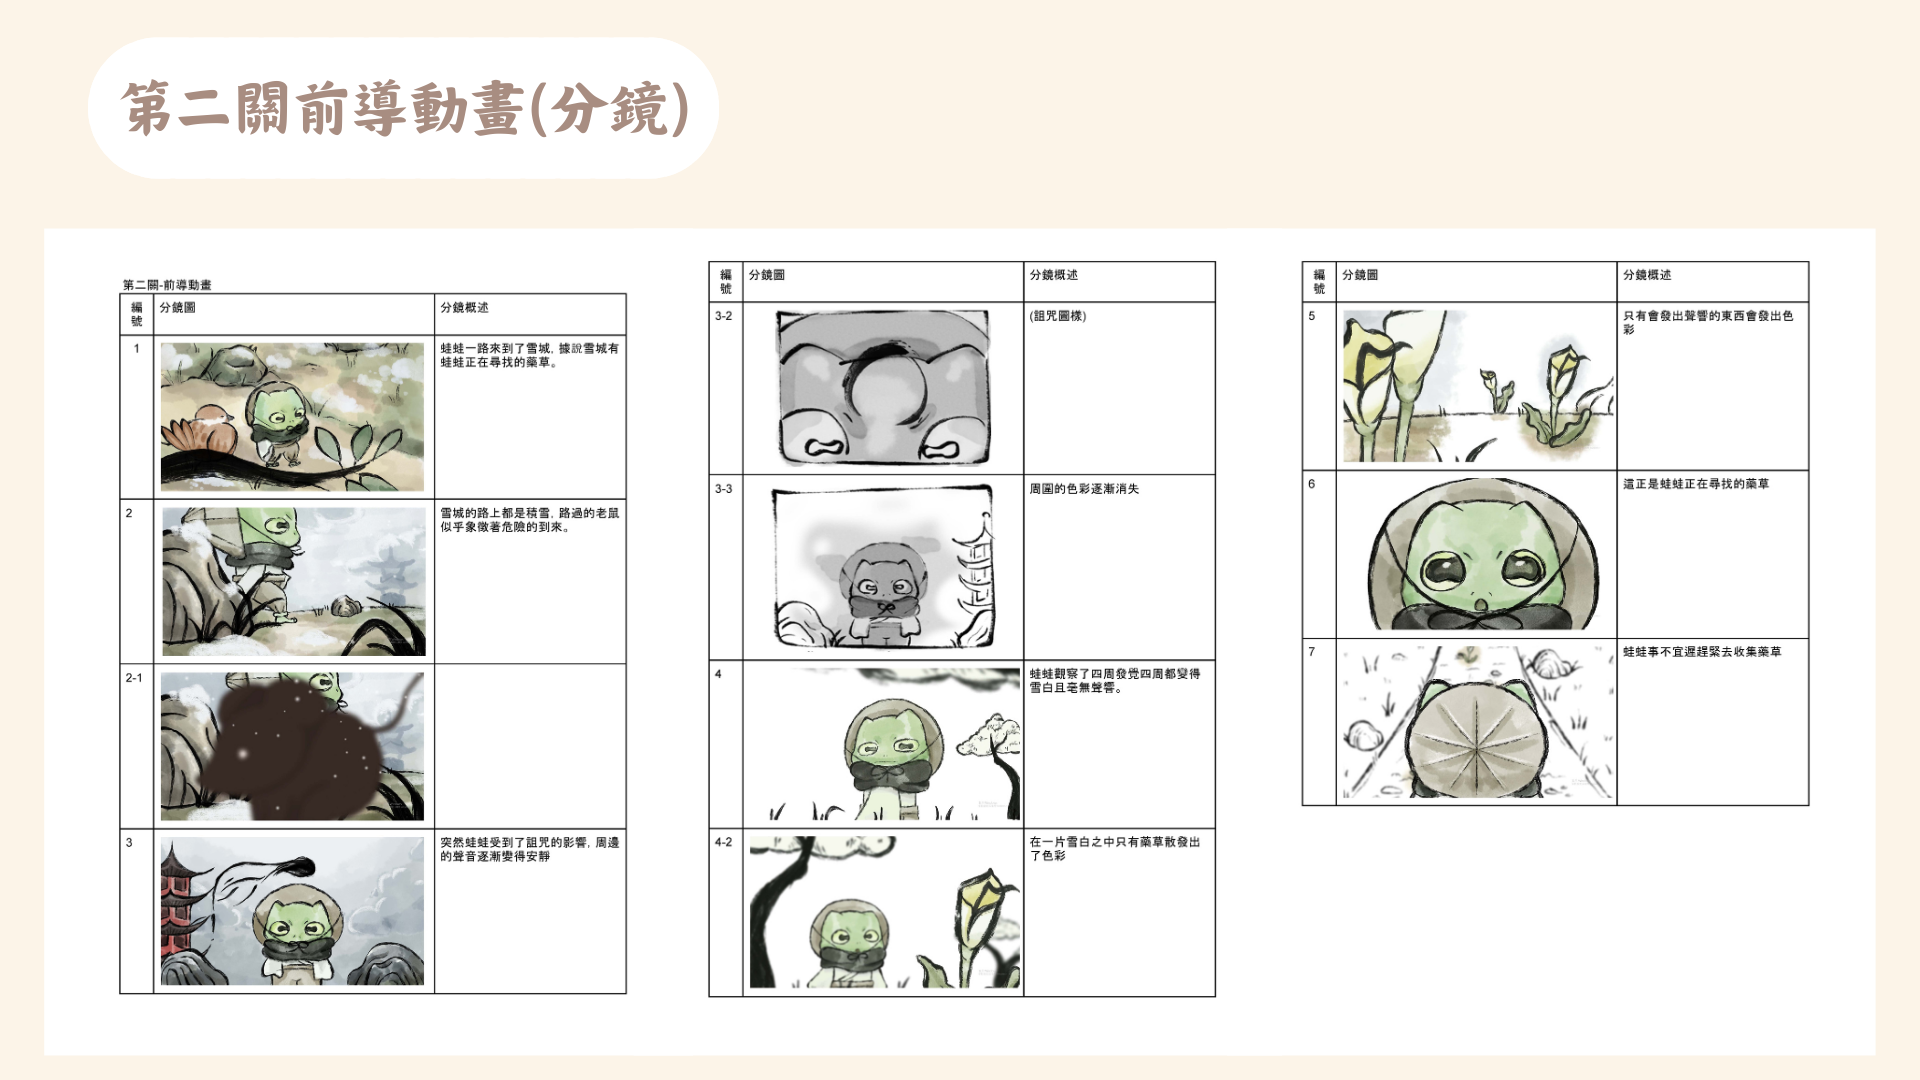 第二關前導動畫(分鏡)
第二關-前導動畫
編
號
分鏡圖
分鏡概述
1
蛙蛙一路來到了雪城, 據說雪城有
蛙蛙正在尋找的藥草。
2
雪城的路上都是積雪, 路過的老鼠
似乎象徵著危險的到來。
2-1
3
突然蛙蛙受到了詛咒的影響, 周邊
的聲音逐漸變得安靜
編
號
分鏡圖
分鏡概述
3-2
(詛咒圖樣)
3-3
周圍的色彩逐漸消失
4
蛙蛙觀察了四周發覺四周都變得
雪白且毫無聲響。
4-2
在一片雪白之中只有藥草散發出
了色彩
編
號
分鏡圖
分鏡概述
5
只有會發出聲響的東西會發出色
彩
6
這正是蛙蛙正在尋找的藥草
7
蛙蛙事不宜遲趕緊去收集藥草